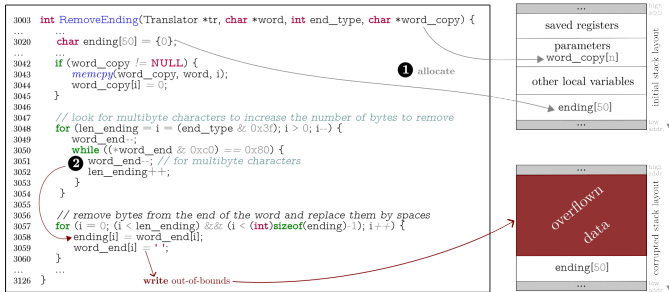 3003 int RemoveEnding(Translator *tr, char *word, int end_type, char *word_copy) {
... ...
3020 char ending[50] = {0};
... ...
3042 if (word_copy != NULL) {
3043 memcpy(word_copy, word, i);
3044 word_copy[i] = 0;
3045 }
3046
3047 // look for multibyte characters to increase the number of bytes to remove
3048 for (len_ending = i = (end_type & 0x3f); i > 0; i--) {
3049 word_end--;
3050 while ((*word_end & 0xc0) == 0x80) {
3051 word_end--; // for multibyte characters
3052 len_ending++;
3053 }
3054 }
3055
3056 // remove bytes from the end of the word and replace them by spaces
3057 for (i = 0; (i < len_ending) && (i < (int)sizeof(ending)-1); i++) {
3058 ending[i] = word_end[i];
3059 word_end[i] = ' ';
3060 }
... ...
3126 }
1 allocate
2
write out-of-bounds
...
high addr
saved registers
parameters
word_copy[n]
other local variables
ending[50]
...
low addr
initial stack layout
...
high addr
overflown
data
ending[50]
...
low addr
corrupted stack layout